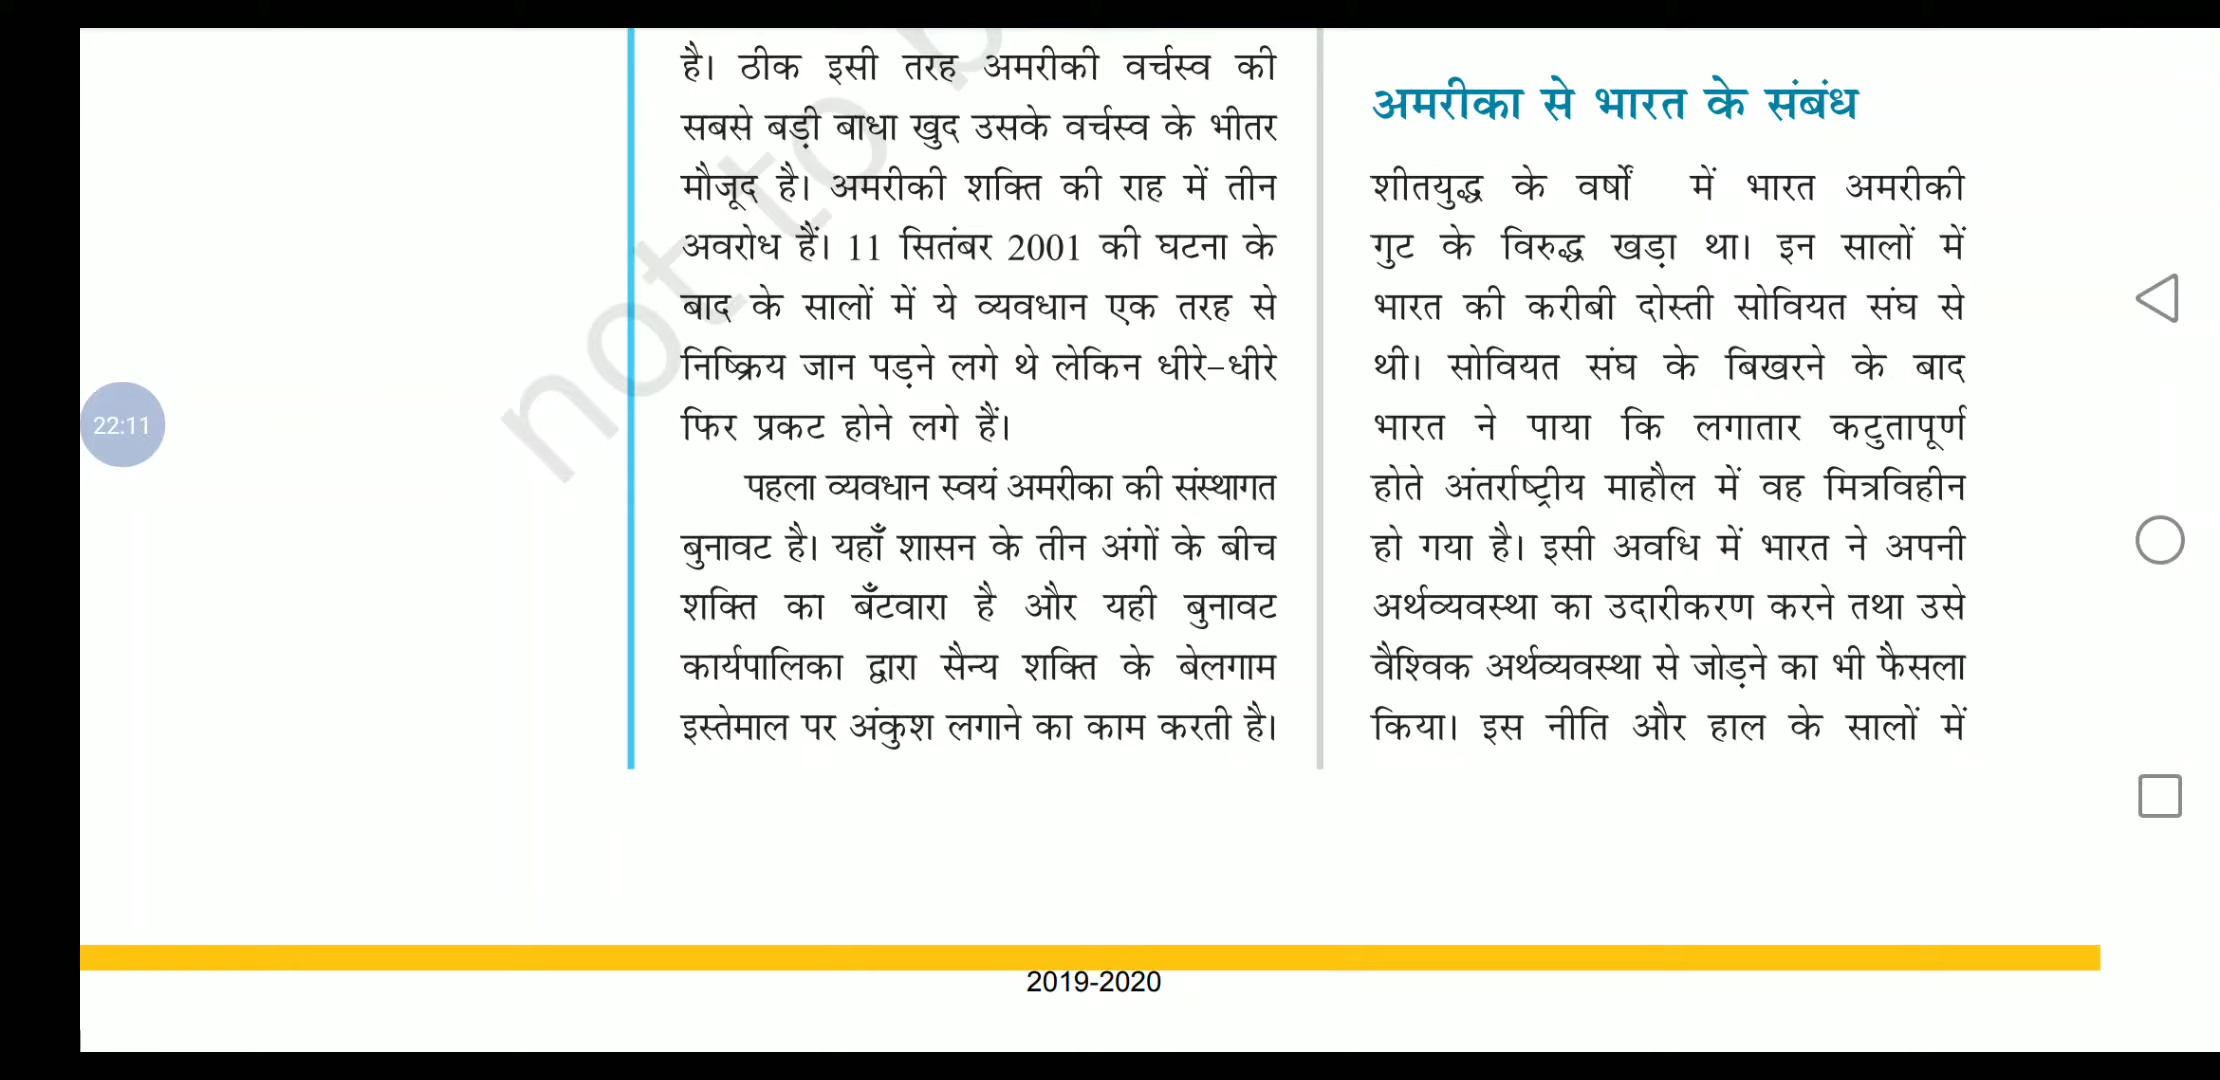 है। ठीक इसी तरह अमरीकी वर्चस्व की
सबसे बड़ी बाधा खुद उसके वर्चस्व के भीतर
मौजूद है। अमरीकी शक्ति की राह में तीन
अवरोध हैं। 11 सितंबर 2001 की घटना के
बाद के सालों में ये व्यवधान एक तरह से
निष्क्रिय जान पड़ने लगे थे लेकिन धीरे-धीरे
फिर प्रकट होने लगे हैं।
पहला व्यवधान स्वयं अमरीका की संस्थागत
बुनावट है। यहाँ शासन के तीन अंगों के बीच
शक्ति का बँटवारा है और यही बुनावट
कार्यपालिका द्वारा सैन्य शक्ति के बेलगाम
इस्तेमाल पर अंकुश लगाने का काम करती है।
अमरीका से भारत के संबंध
शीतयुद्ध के वर्षों में भारत अमरीकी
गुट के विरुद्ध खड़ा था। इन सालों में
भारत की करीबी दोस्ती सोवियत संघ से
थी। सोवियत संघ के बिखरने के बाद
भारत ने पाया कि लगातार कटुतापूर्ण
होते अंतर्राष्ट्रीय माहौल में वह मित्रविहीन
हो गया है। इसी अवधि में भारत ने अपनी
अर्थव्यवस्था का उदारीकरण करने तथा उसे
वैश्विक अर्थव्यवस्था से जोड़ने का भी फैसला
किया। इस नीति और हाल के सालों में
not to b
22:11
2019-2020